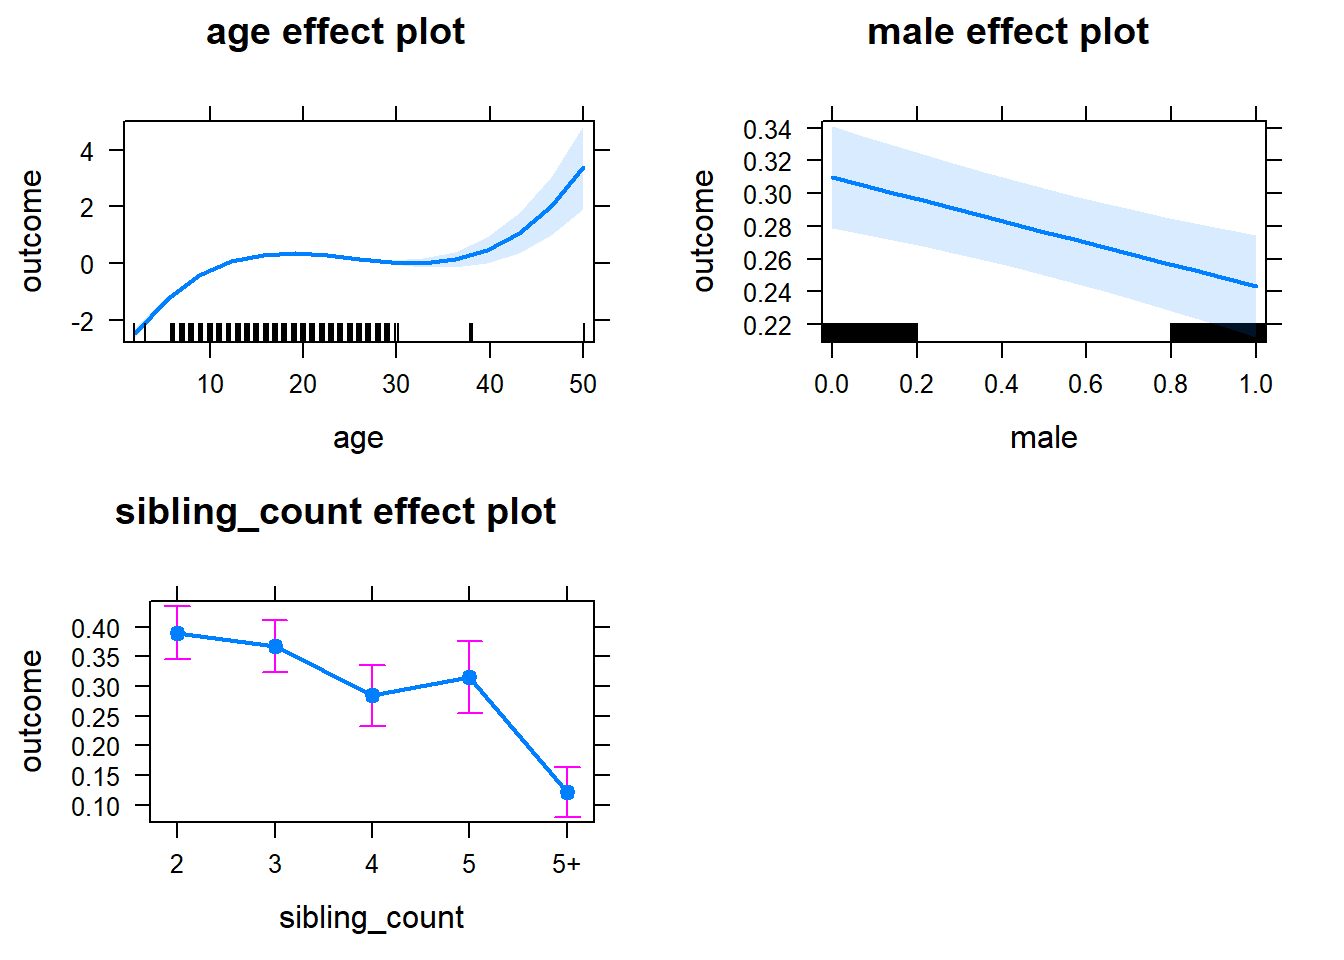 age effect plot
outcome
4
2
0
-2
10 20 30 40 50
age
male effect plot
outcome
0.34
0.32
0.30
0.28
0.26
0.24
0.22
0.0 0.2 0.4 0.6 0.8 1.0
male
sibling_count effect plot
outcome
0.40
0.35
0.30
0.25
0.20
0.15
0.10
2 3 4 5 5+
sibling_count